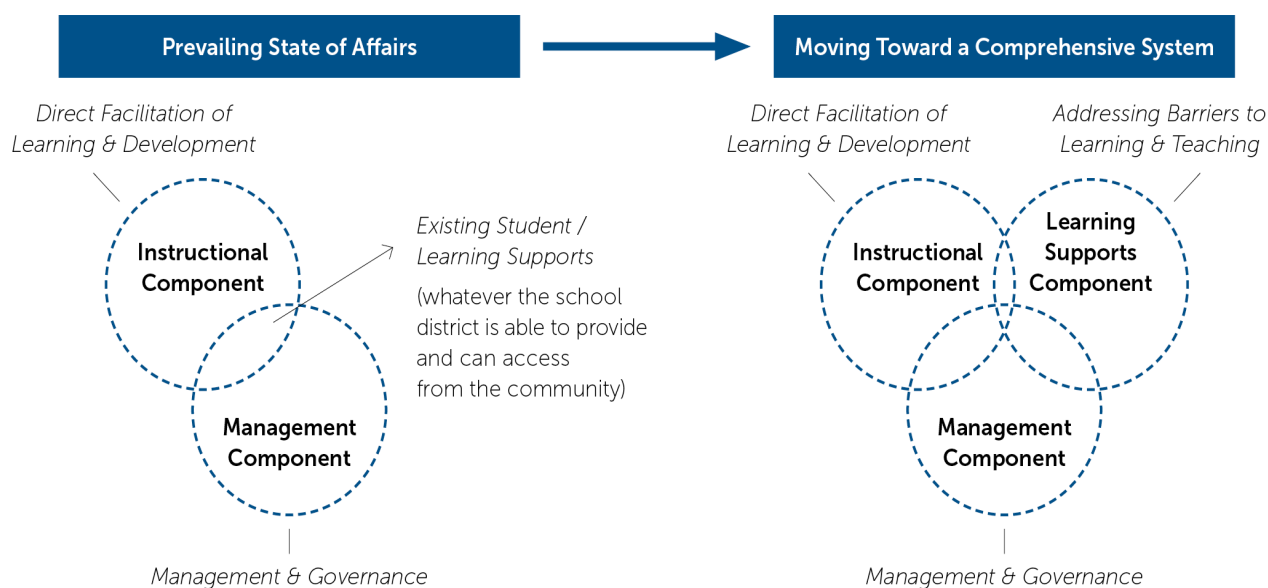 Prevailing State of Affairs
Direct Facilitation of
Learning & Development
Instructional
Component
Existing Student /
Learning Supports
(whatever the school
district is able to provide
and can access
from the community)
Management
Component
Management & Governance
Moving Toward a Comprehensive System
Direct Facilitation of
Learning & Development
Addressing Barriers to
Learning & Teaching
Instructional
Component
Learning
Supports
Component
Management
Component
Management & Governance